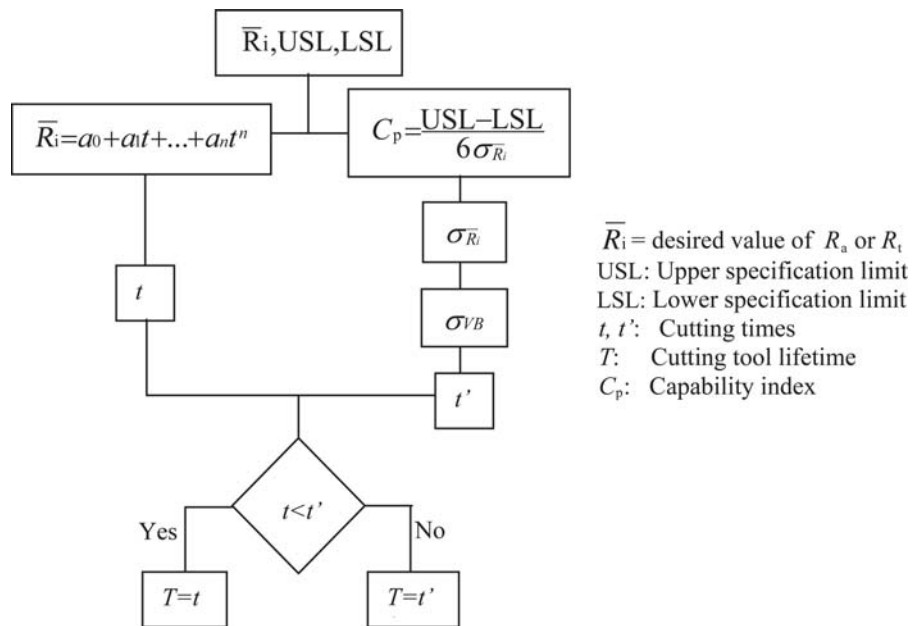 R̅i,USL,LSL
R̅i=a0+a1t+...+antⁿ
Cp=USL–LSL/6σR̅i
σR̅i
σVB
t
t’
t<t’
Yes
No
T=t
T=t’
R̅i = desired value of Ra or Rt
USL: Upper specification limit
LSL: Lower specification limit
t, t’: Cutting times
T: Cutting tool lifetime
Cp: Capability index